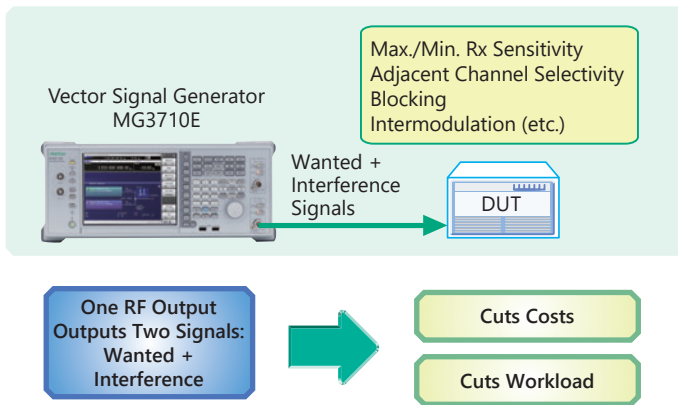 Max./Min. Rx Sensitivity
Adjacent Channel Selectivity
Blocking
Intermodulation (etc.)
Vector Signal Generator
MG3710E
Wanted +
Interference
Signals
DUT
One RF Output
Outputs Two Signals:
Wanted +
Interference
Cuts Costs
Cuts Workload